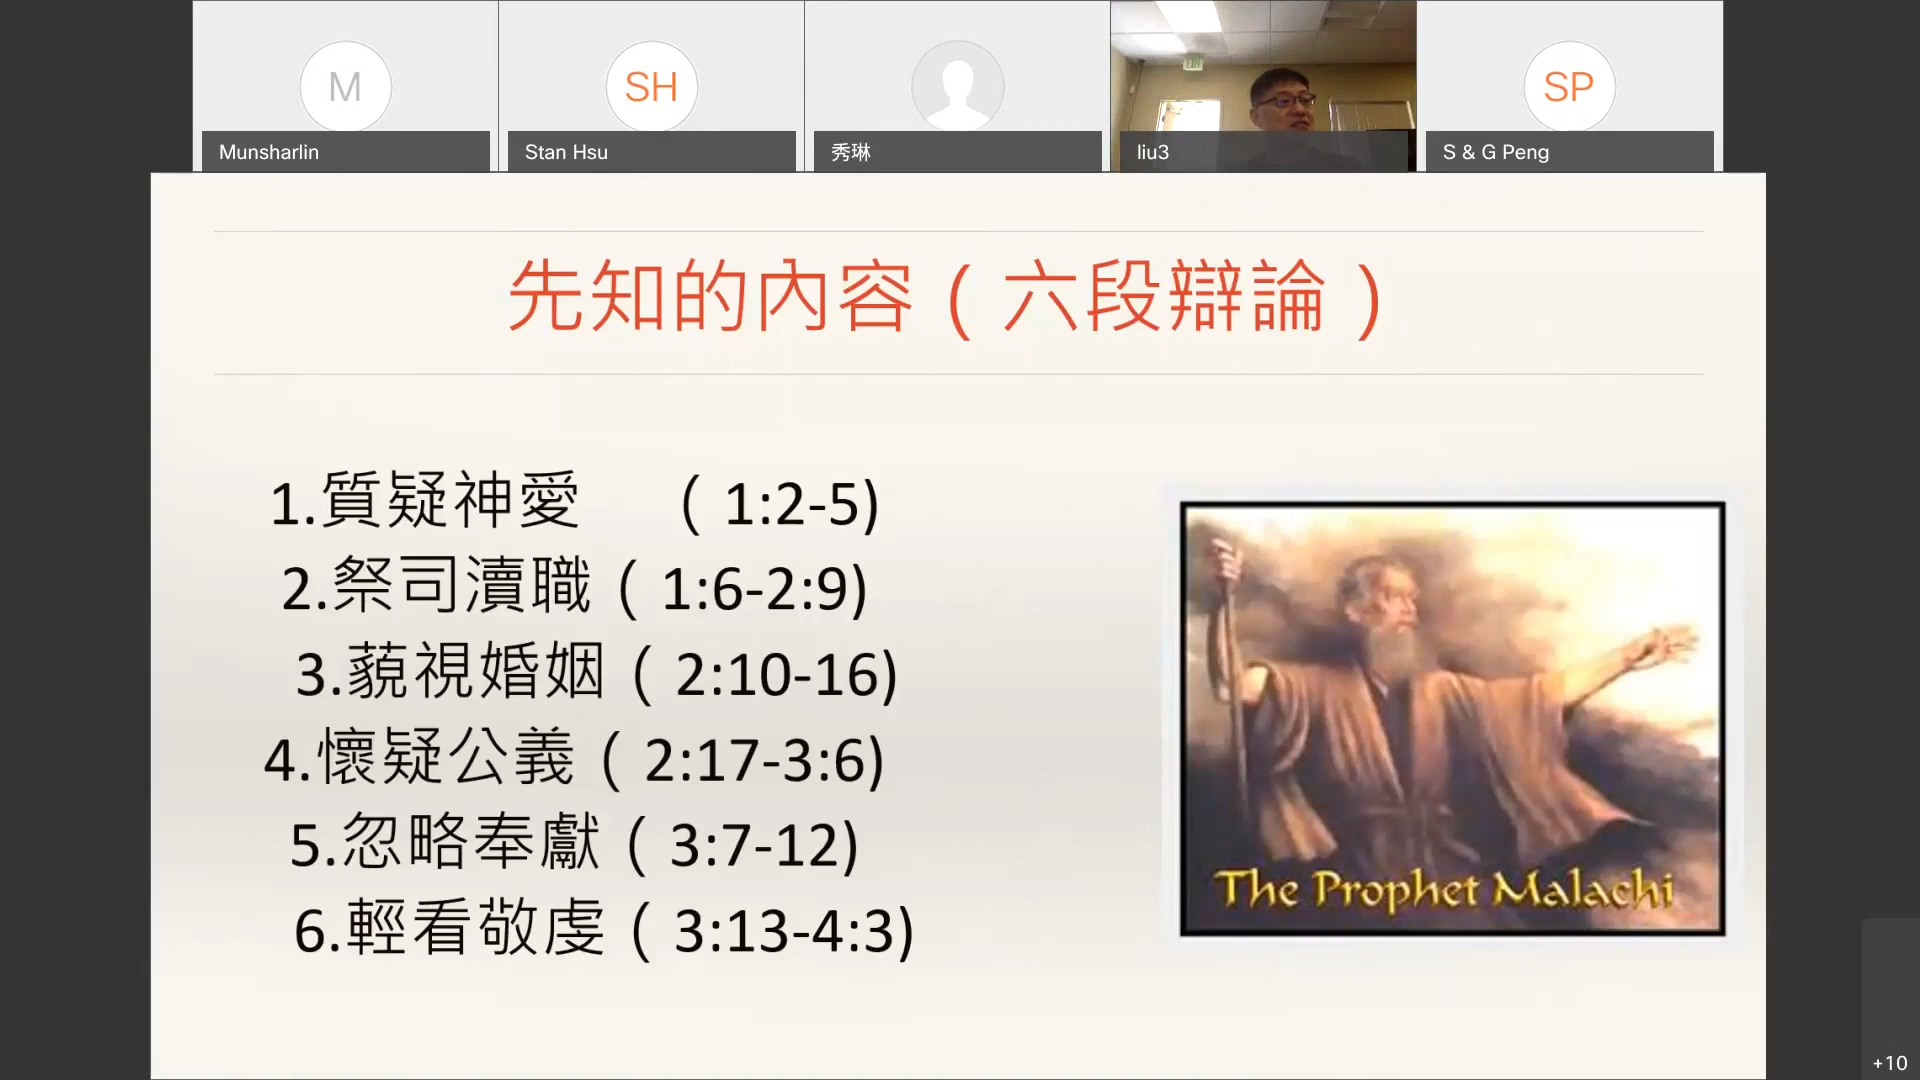 M
SH
SP
Munsharlin
Stan Hsu
秀琳
liu3
S & G Peng
先知的內容（六段辯論）
1.質疑神愛　（ 1:2-5)
2.祭司瀆職（ 1:6-2:9)
3.藐視婚姻（ 2:10-16)
4.懷疑公義（ 2:17-3:6)
5.忽略奉獻（ 3:7-12)
6.輕看敬虔（ 3:13-4:3)
The Prophet Malachi
+10